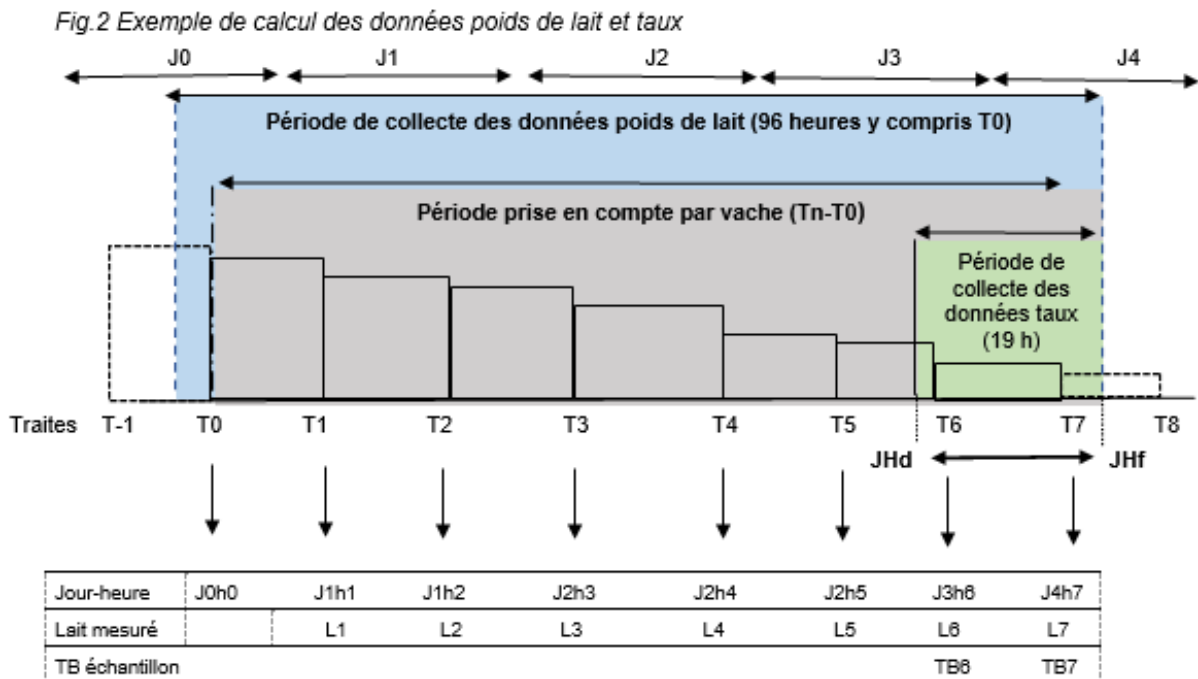 Fig.2 Exemple de calcul des données poids de lait et taux
J0 J1 J2 J3 J4
Période de collecte des données poids de lait (96 heures y compris T0)
Période prise en compte par vache (Tn-T0)
Période de
collecte des
données taux
(19 h)
Traites T-1 T0 T1 T2 T3 T4 T5 T6 T7 T8
JHd JHf
Jour-heure J0h0 J1h1 J1h2 J2h3 J2h4 J2h5 J3h6 J4h7
Lait mesuré L1 L2 L3 L4 L5 L6 L7
TB échantillon TB6 TB7